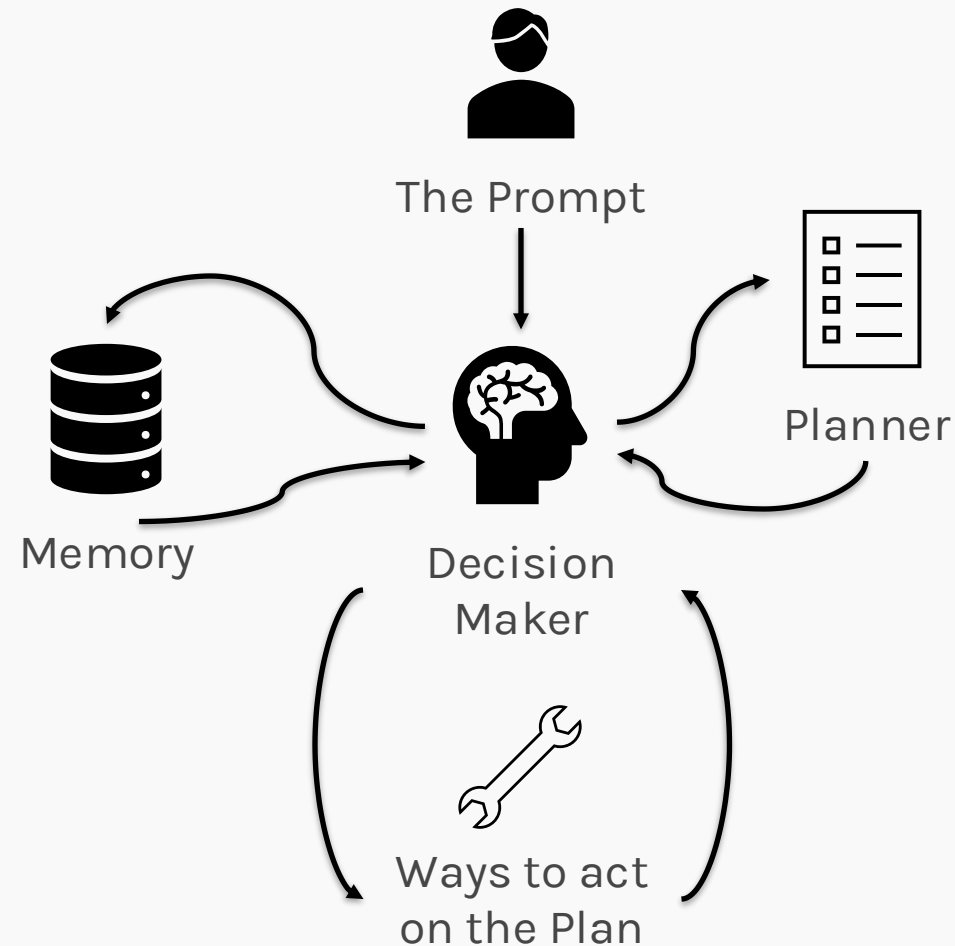 The Prompt
Planner
Memory
Decision
Maker
Ways to act
on the Plan